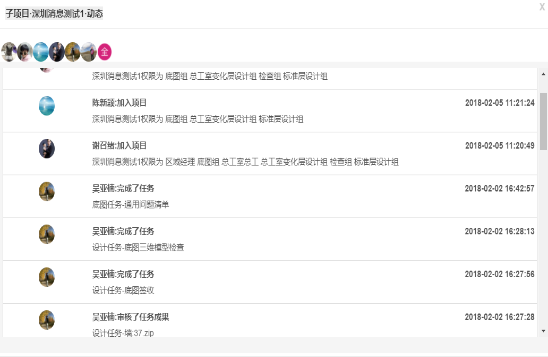 子项目-深圳消息测试1-动态
X
全
深圳消息测试1权限为 底图组 总工室变化层设计组 检查组 标准层设计组
陈新颖:加入项目 2018-02-05 11:21:24
深圳消息测试1权限为 底图组 总工室变化层设计组 标准层设计组
谢召绪:加入项目 2018-02-05 11:20:49
深圳消息测试1权限为 区域经理 底图组 总工室总工 总工室变化层设计组 检查组 标准层设计组
吴亚楠:完成了任务 2018-02-02 16:42:57
底图任务-通用问题清单
吴亚楠:完成了任务 2018-02-02 16:28:13
设计任务-底图三维模型检查
吴亚楠:完成了任务 2018-02-02 16:27:56
设计任务-底图签收
吴亚楠:审核了任务成果 2018-02-02 16:27:28
设计任务-墙 37.zip